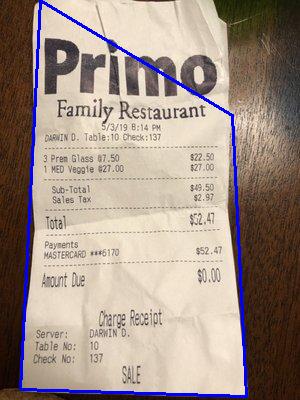 Primo
Family Restaurant
5/3/19 8:14 PM
DARWIN D. Table:10 Check:137
3 Prem Glass @7.50 $22.50
1 MED Veggie @27.00 $27.00
Sub-Total $49.50
Sales Tax $2.97
Total $52.47
Payments
MASTERCARD ***6170 $52.47
Amount Due $0.00
Charge Receipt
Server: DARWIN D.
Table No: 10
Check No: 137
SALE